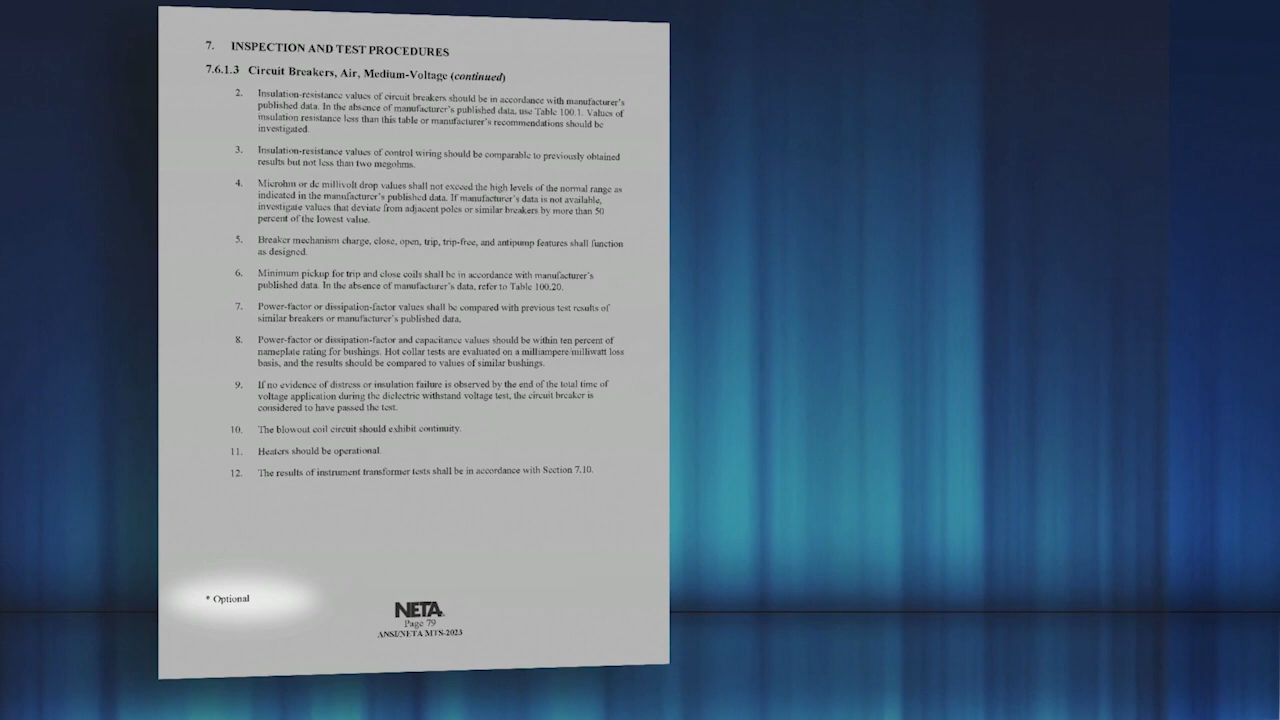 7. INSPECTION AND TEST PROCEDURES
7.6.1.3 Circuit Breakers, Air, Medium-Voltage (continued)
2. Insulation-resistance values of circuit breakers should be in accordance with manufacturer's
published data. In the absence of manufacturer's published data, use Table 100.1. Values of
insulation resistance less than this table or manufacturer's recommendations should be
investigated.
3. Insulation-resistance values of control wiring should be comparable to previously obtained
results but not less than two megohms.
4. Microhm or dc millivolt drop values shall not exceed the high levels of the normal range as
indicated in the manufacturer's published data. If manufacturer's data is not available,
investigate values that deviate from adjacent poles or similar breakers by more than 50
percent of the lowest value.
5. Breaker mechanism charge, close, open, trip, trip-free, and antipump features shall function
as designed.
6. Minimum pickup for trip and close coils shall be in accordance with manufacturer's
published data. In the absence of manufacturer's data, refer to Table 100.20.
7. Power-factor or dissipation-factor values shall be compared with previous test results of
similar breakers or manufacturer's published data.
8. Power-factor or dissipation-factor and capacitance values should be within ten percent of
nameplate rating for bushings. Hot collar tests are evaluated on a milliampere/milliwatt loss
basis, and the results should be compared to values of similar bushings.
9. If no evidence of distress or insulation failure is observed by the end of the total time of
voltage application during the dielectric withstand voltage test, the circuit breaker is
considered to have passed the test.
10. The blowout coil circuit should exhibit continuity.
11. Heaters should be operational.
12. The results of instrument transformer tests shall be in accordance with Section 7.10.
* Optional
NETA
Page 79
ANSI/NETA MTS-2023